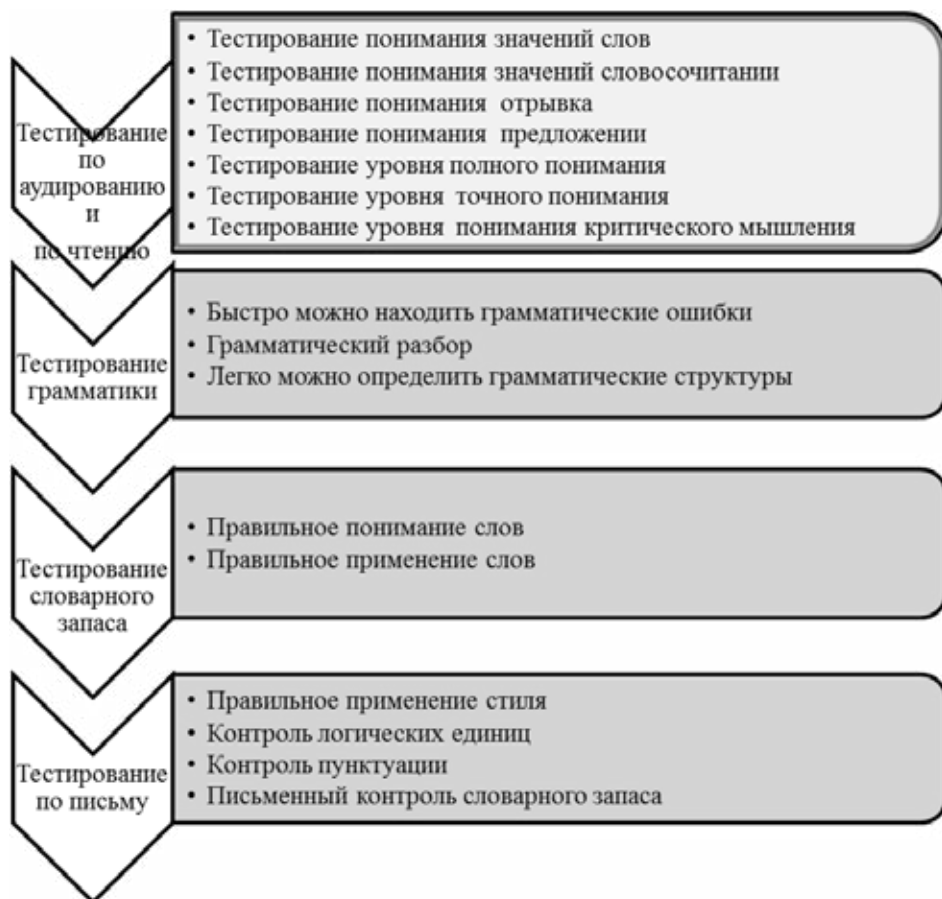 Тестирование
по
аудированию
и
по чтению
• Тестирование понимания значений слов
• Тестирование понимания значений словосочитании
• Тестирование понимания отрывка
• Тестирование понимания предложении
• Тестирование уровня полного понимания
• Тестирование уровня точного понимания
• Тестирование уровня понимания критического мышления
Тестирование
грамматики
• Быстро можно находить грамматические ошибки
• Грамматический разбор
• Легко можно определить грамматические структуры
Тестирование
словарного
запаса
• Правильное понимание слов
• Правильное применение слов
Тестирование
по письму
• Правильное применение стиля
• Контроль логических единиц
• Контроль пунктуации
• Письменный контроль словарного запаса